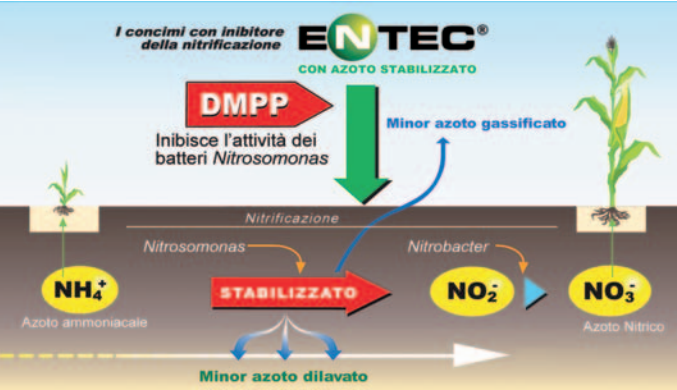 I concimi con inibitore
della nitrificazione
ENTEC®
CON AZOTO STABILIZZATO
DMPP
Inibisce l'attività dei
batteri Nitrosomonas
Minor azoto gassificato
Nitrificazione
Nitrosomonas
Nitrobacter
NH₄⁺
STABILIZZATO
NO₂⁻
NO₃⁻
Azoto ammoniacale
Azoto Nitrico
Minor azoto dilavato